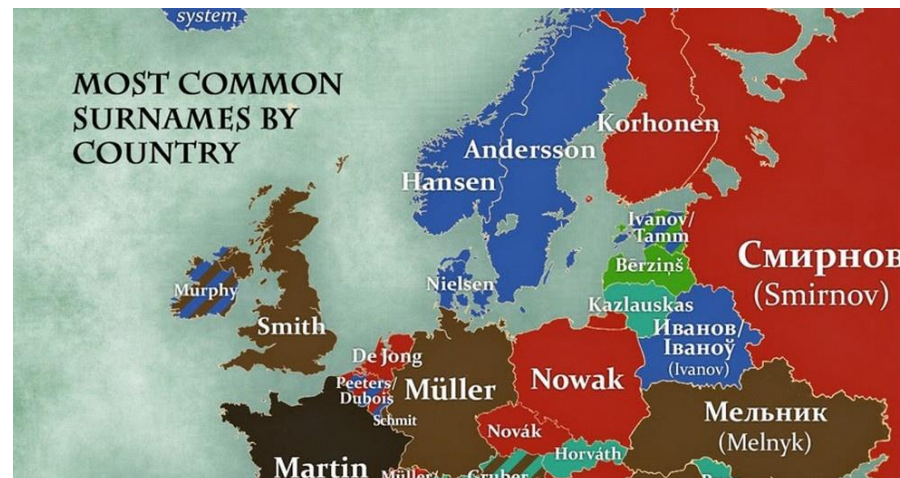 system
MOST COMMON
SURNAMES BY
COUNTRY
Korhonen
Andersson
Hansen
Ivanov/
Tamm
Смирнов
(Smirnov)
Bērziņš
Nielsen
Murphy
Kazlauskas
Smith
Иванов/
Іваноў
(Ivanov)
De Jong
Peeters/
Dubois
Müller
Nowak
Schmit
Мельник
(Melnyk)
Novák
Horváth
Martin
Müller/
Gruber